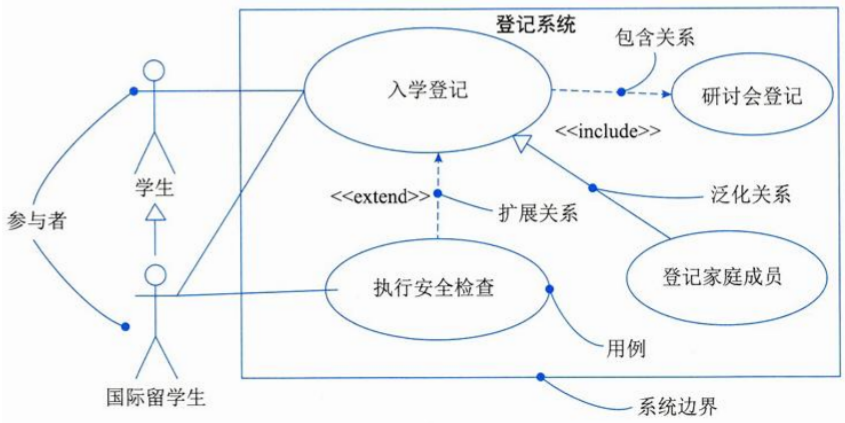 登记系统
包含关系
入学登记
研讨会登记
<<include>>
学生
<<extend>>
泛化关系
扩展关系
参与者
登记家庭成员
执行安全检查
用例
国际留学生
系统边界